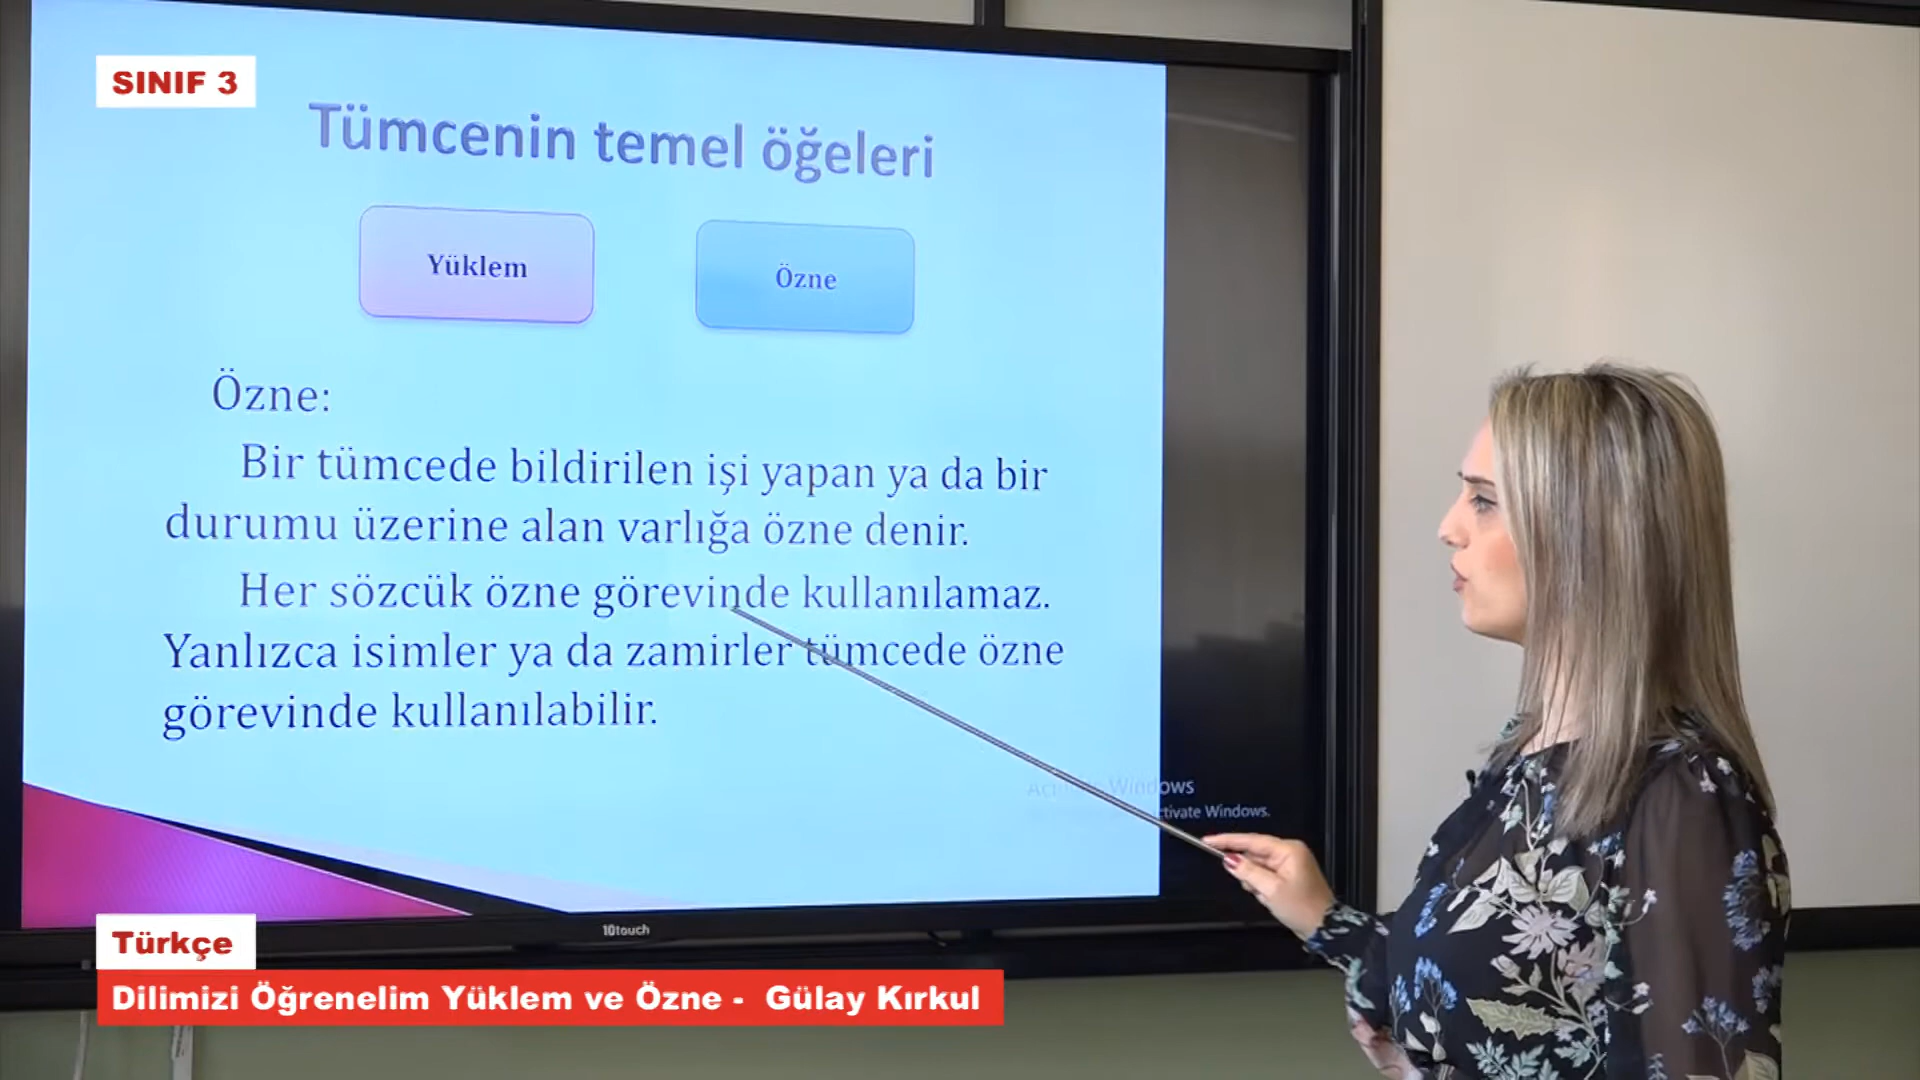 SINIF 3
Tümcenin temel öğeleri
Yüklem
Özne
Özne:
Bir tümcede bildirilen işi yapan ya da bir
durumu üzerine alan varlığa özne denir.
Her sözcük özne görevinde kullanılamaz.
Yanlızca isimler ya da zamirler tümcede özne
görevinde kullanılabilir.
Windows
Windows.
10touch
Türkçe
Dilimizi Öğrenelim Yüklem ve Özne - Gülay Kırkul